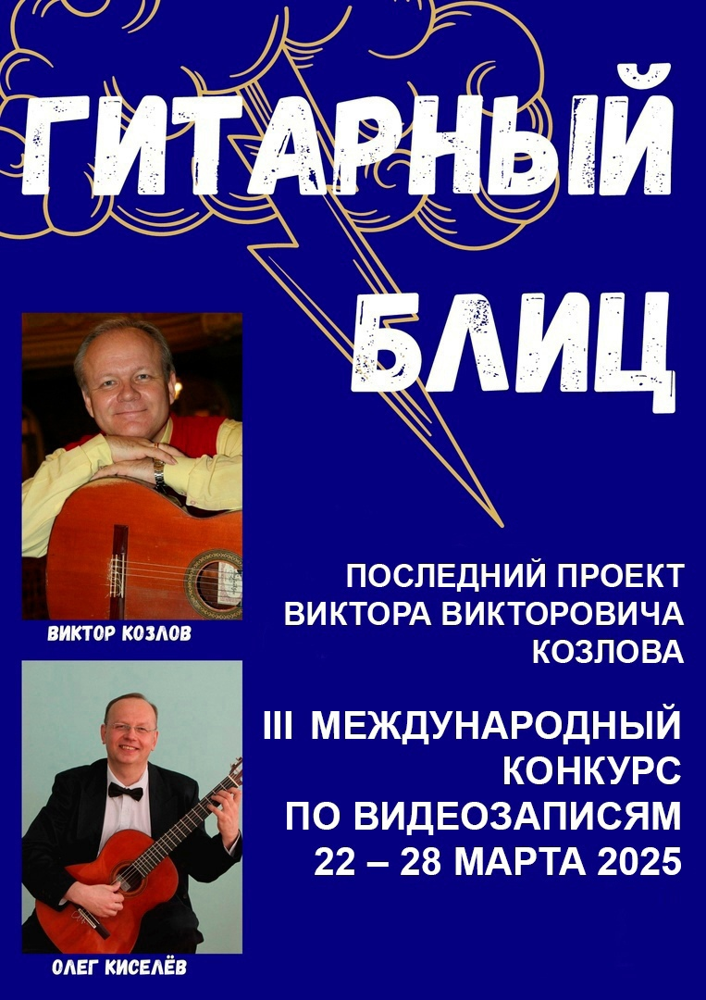 ГИТАРНЫЙ
БЛИЦ
ВИКТОР КОЗЛОВ
ПОСЛЕДНИЙ ПРОЕКТ
ВИКТОРА ВИКТОРОВИЧА
КОЗЛОВА
III МЕЖДУНАРОДНЫЙ
КОНКУРС
ПО ВИДЕОЗАПИСЯМ
22 – 28 МАРТА 2025
ОЛЕГ КИСЕЛЁВ